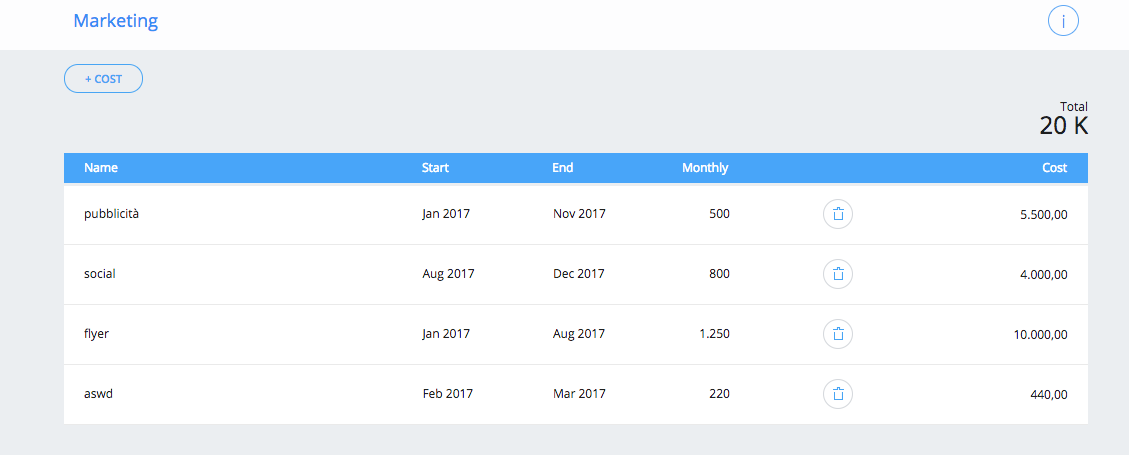 Marketing
i
+ COST
Total
20 K
Name Start End Monthly Cost
pubblicità Jan 2017 Nov 2017 500 5.500,00
social Aug 2017 Dec 2017 800 4.000,00
flyer Jan 2017 Aug 2017 1.250 10.000,00
aswd Feb 2017 Mar 2017 220 440,00